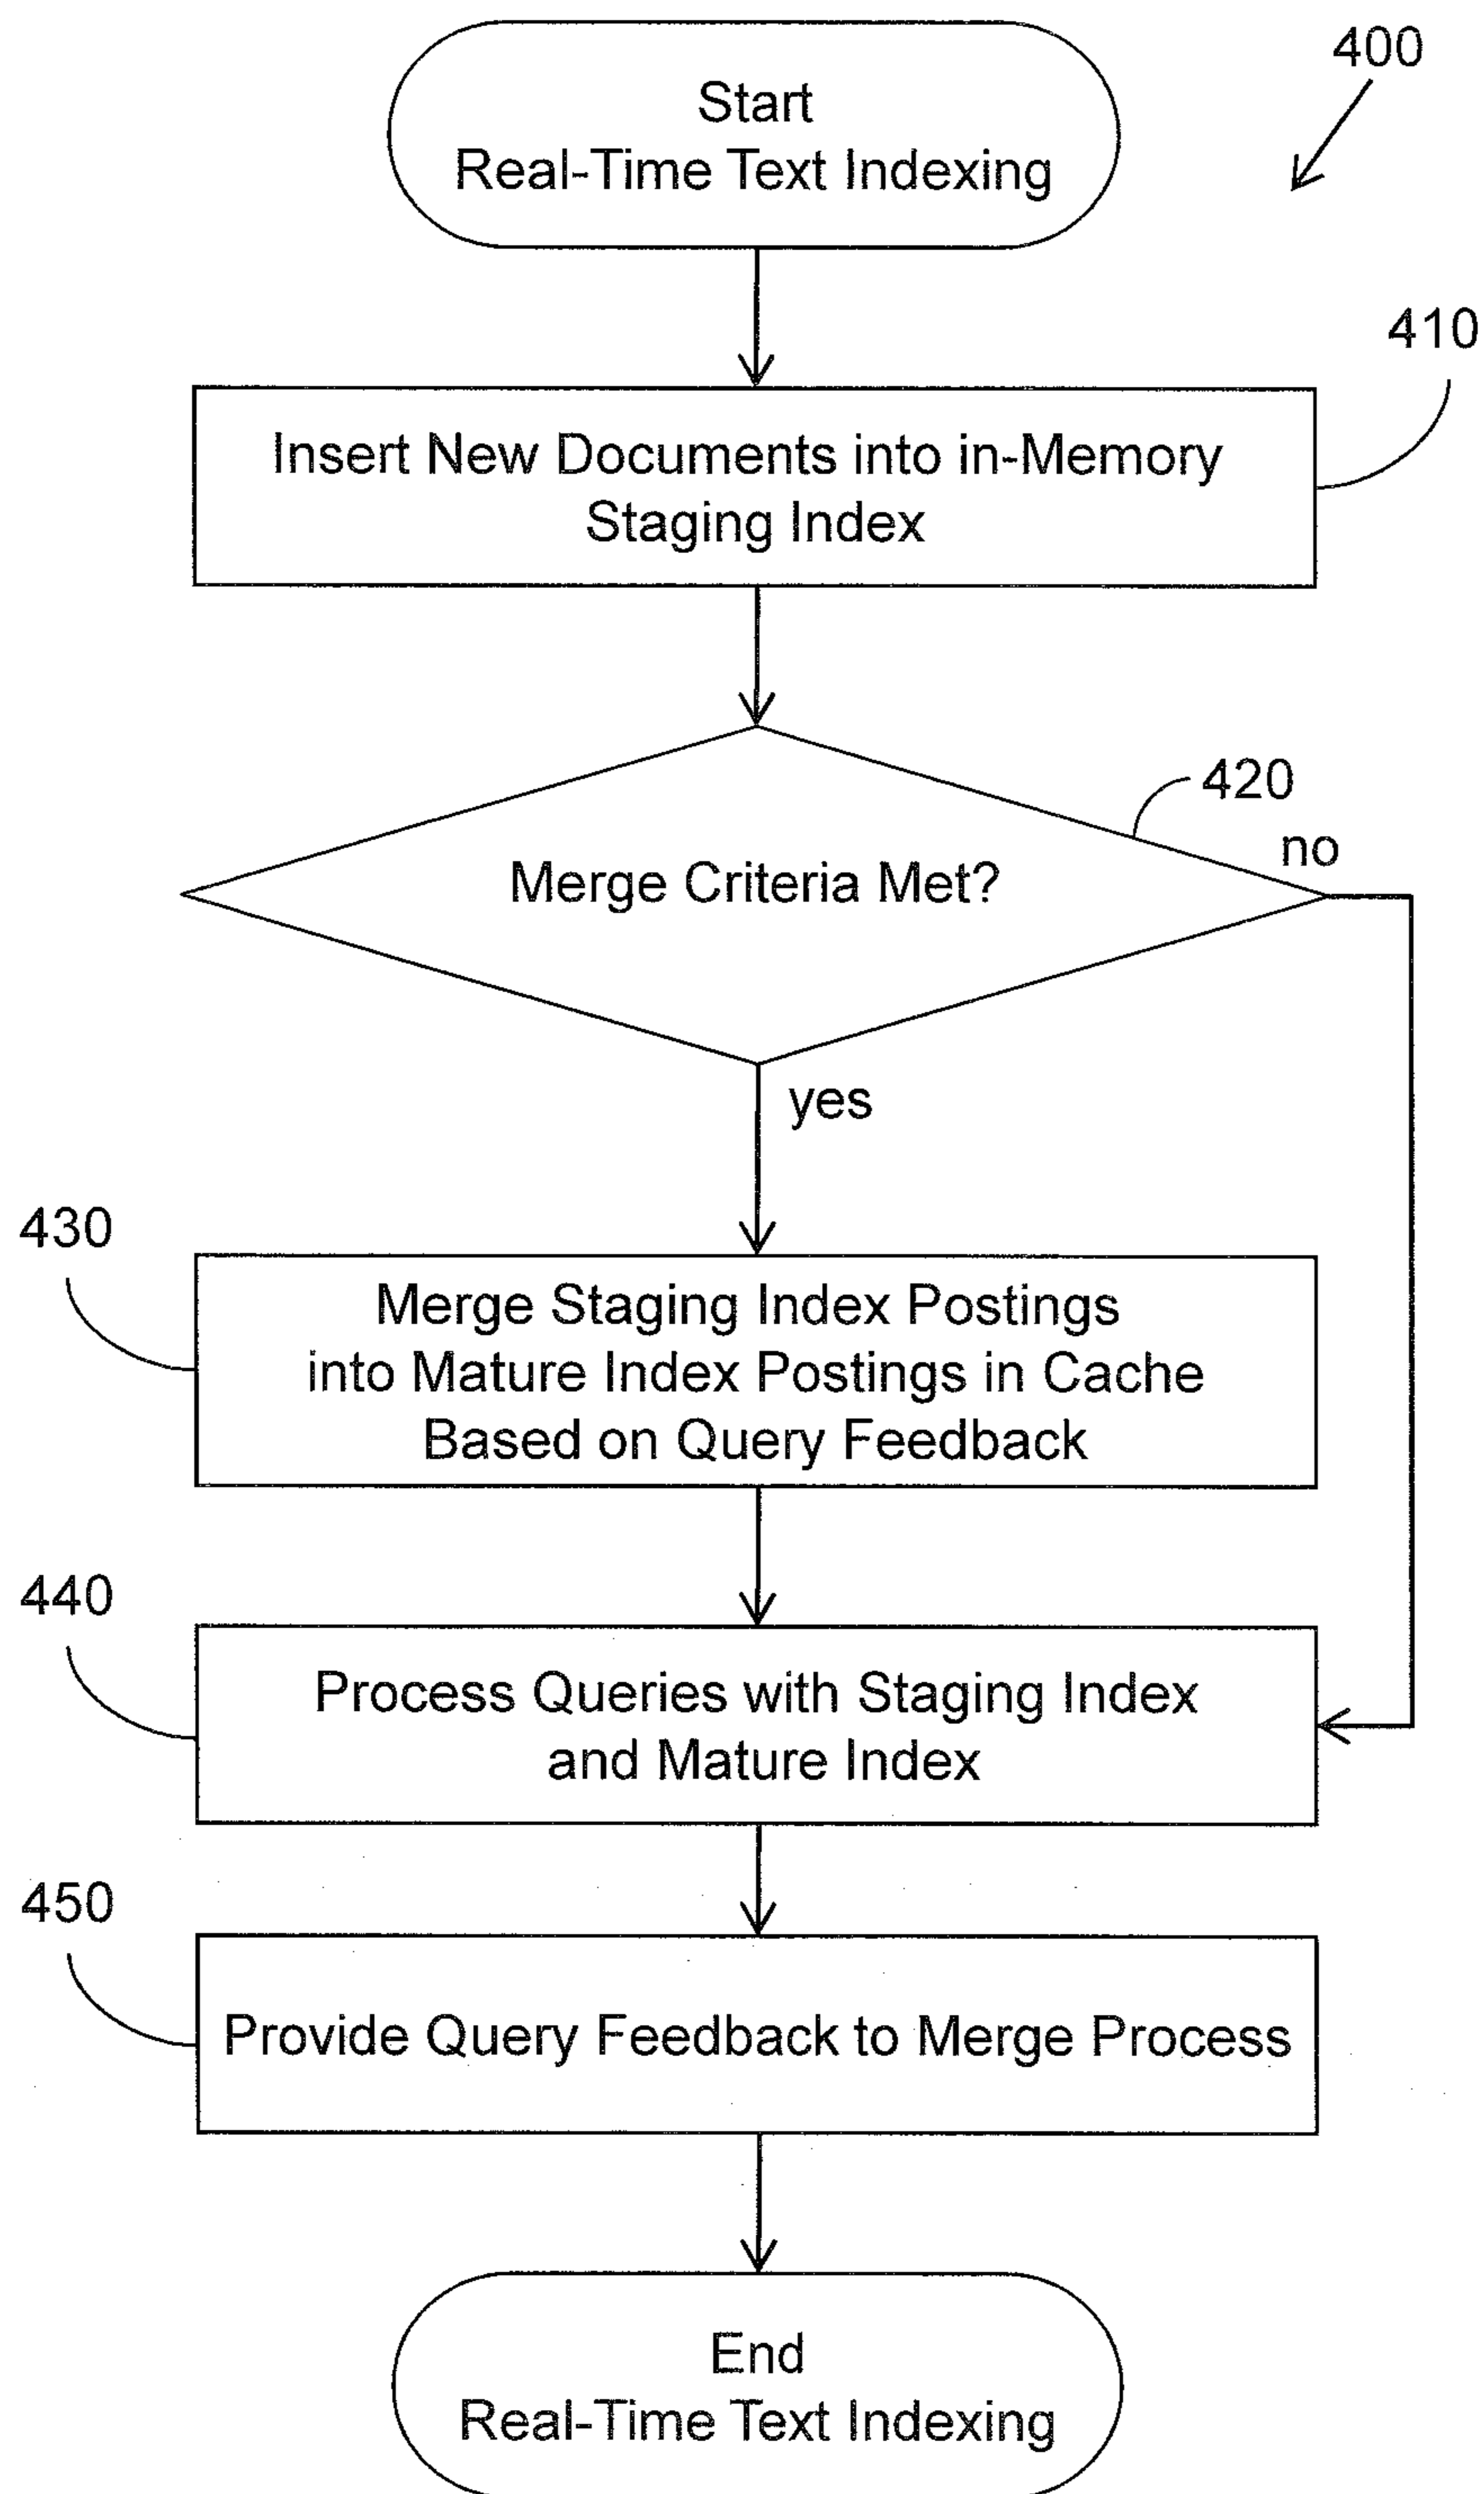 400
Start
Real-Time Text Indexing
410
Insert New Documents into in-Memory
Staging Index
420
no
Merge Criteria Met?
yes
430
Merge Staging Index Postings
into Mature Index Postings in Cache
Based on Query Feedback
440
Process Queries with Staging Index
and Mature Index
450
Provide Query Feedback to Merge Process
End
Real-Time Text Indexing